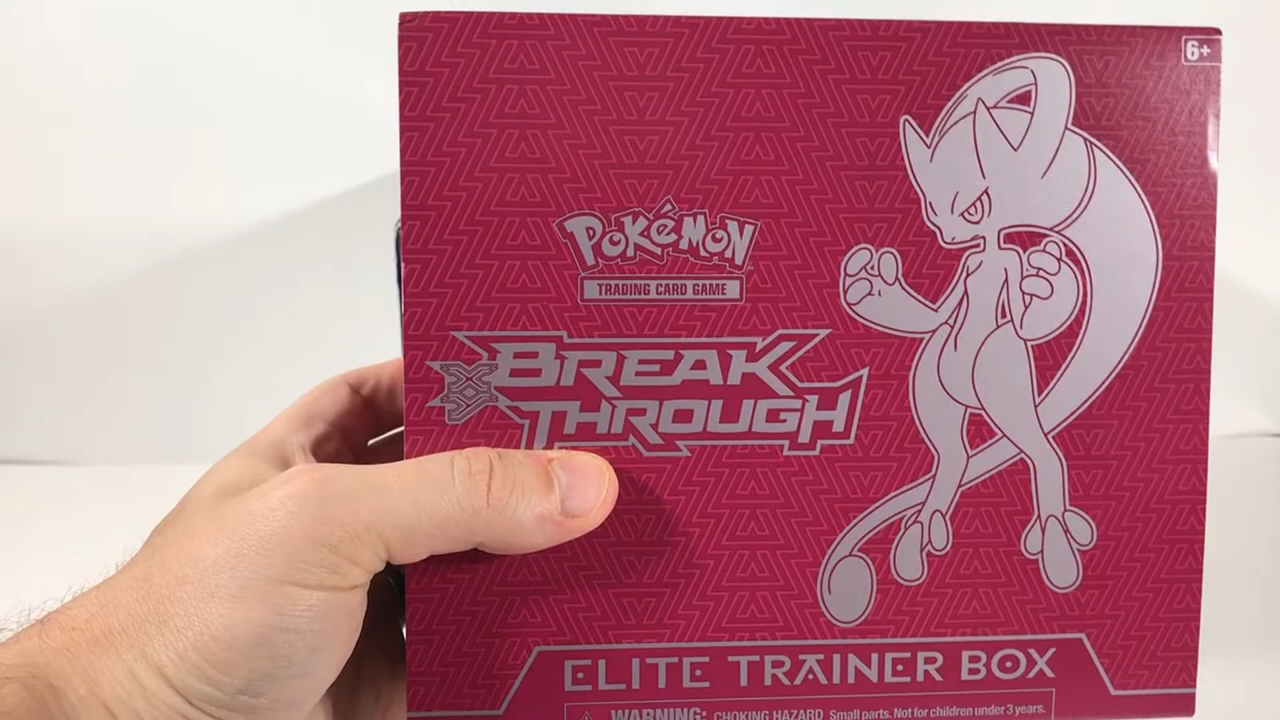 6+
POKéMON
TRADING CARD GAME
XY BREAK
THROUGH
ELITE TRAINER BOX
⚠ WARNING: CHOKING HAZARD Small parts. Not for children under 3 years.